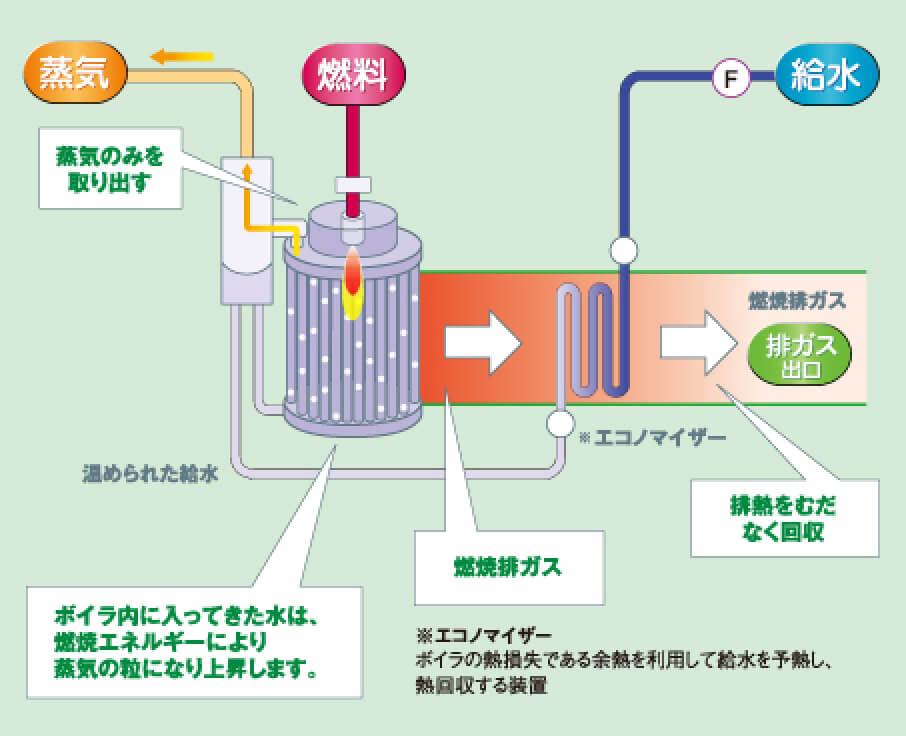 蒸気
燃料
F
給水
蒸気のみを
取り出す
燃焼排ガス
排ガス
出口
※エコノマイザー
温められた給水
排熱をむだ
なく回収
燃焼排ガス
ボイラ内に入ってきた水は、
燃焼エネルギーにより
蒸気の粒になり上昇します。
※エコノマイザー
ボイラの熱損失である余熱を利用して給水を予熱し、
熱回収する装置